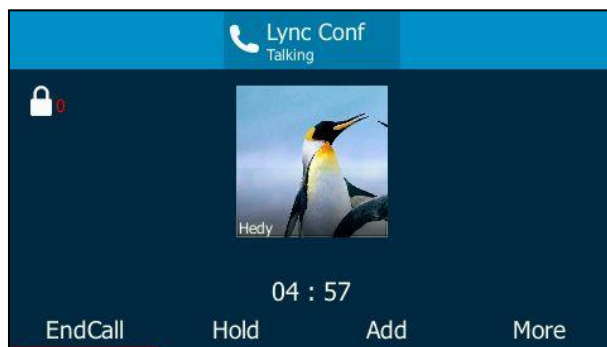 Lync Conf
Talking
0
Hedy
04 : 57
EndCall Hold Add More